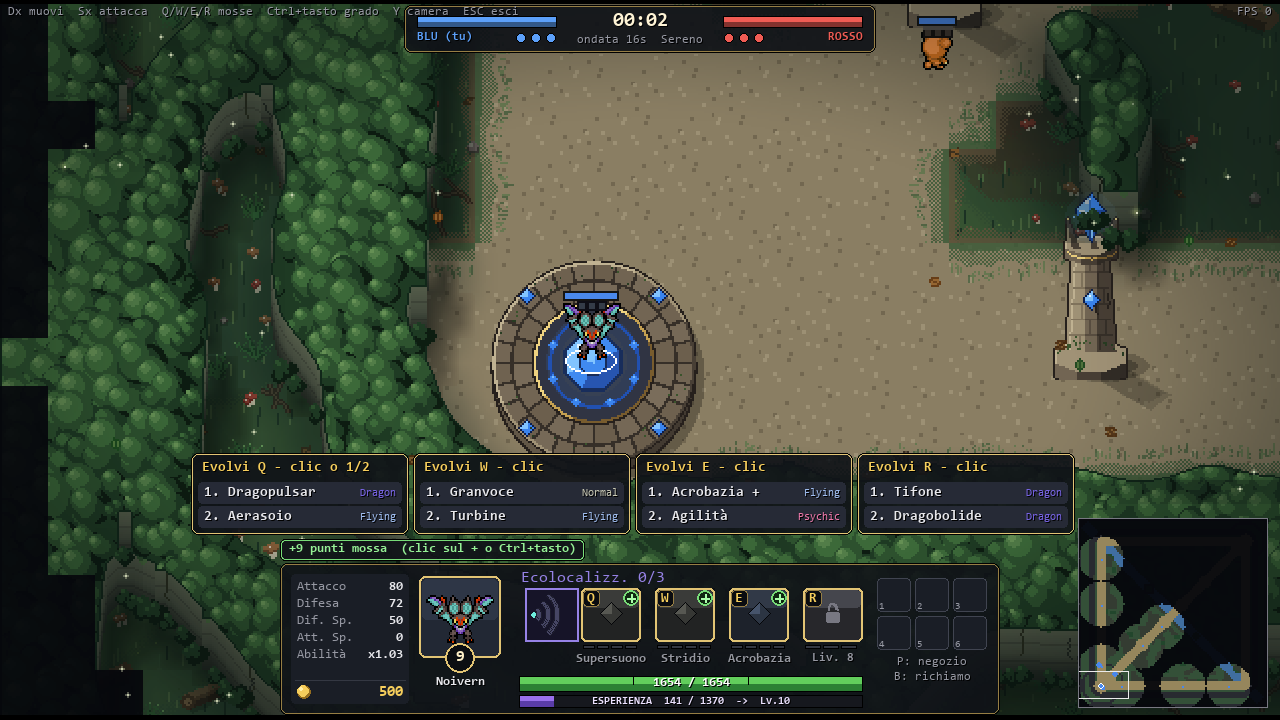 Dx muovi  Sx attacca  Q/W/E/R mosse  Ctrl+tasto grado  Y camera  ESC esci
00:02
FPS 0
BLU (tu)
ondata 16s  Sereno
ROSSO
Evolvi Q - clic o 1/2
1. Dragopulsar Dragon
2. Aerasoio Flying
Evolvi W - clic
1. Granvoce Normal
2. Turbine Flying
Evolvi E - clic
1. Acrobazia + Flying
2. Agilità Psychic
Evolvi R - clic
1. Tifone Dragon
2. Dragobolide Dragon
+9 punti mossa  (clic sul + o Ctrl+tasto)
Attacco 80
Difesa 72
Dif. Sp. 50
Att. Sp. 0
Abilità x1.03
500
9
Noivern
Ecolocalizz. 0/3
Q
W
E
R
Supersuono
Stridio
Acrobazia
Liv. 8
1654 / 1654
ESPERIENZA  141 / 1370  ->  Lv.10
1
2
3
4
5
6
P: negozio
B: richiamo